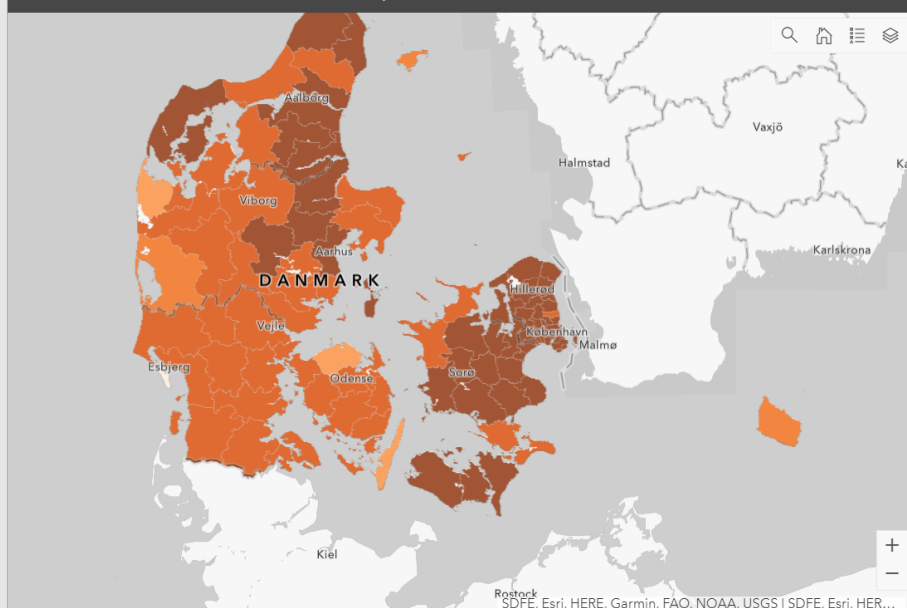 Aalborg
Vaxjö
Halmstad
Viborg
Karlskrona
Aarhus
DANMARK
Hillerød
Vejle
København
Malmø
Esbjerg
Sorø
Odense
Kiel
+
−
Rostock
SDFE, Esri, HERE, Garmin, FAO, NOAA, USGS | SDFE, Esri, HER...